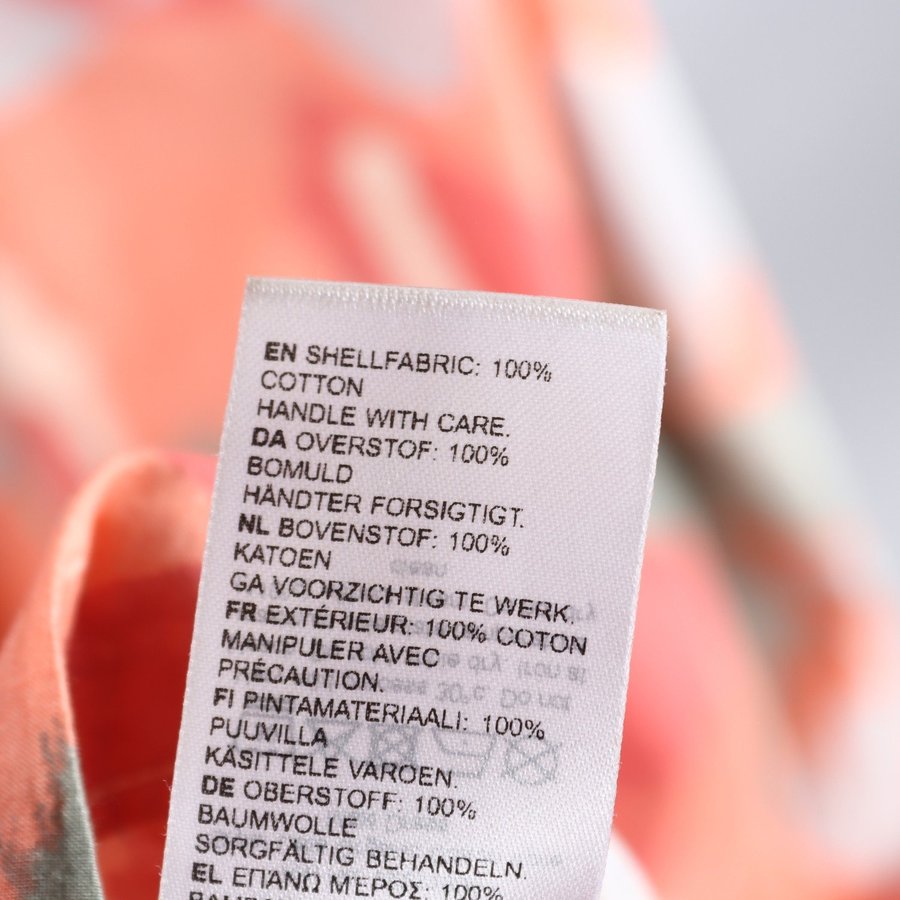 EN SHELLFABRIC: 100%
COTTON
HANDLE WITH CARE.
DA OVERSTOF: 100%
BOMULD
HÄNDTER FORSIGTIGT.
NL BOVENSTOF: 100%
KATOEN
GA VOORZICHTIG TE WERK.
FR EXTÉRIEUR: 100% COTON
MANIPULER AVEC
PRÉCAUTION.
FI PINTAMATERIAALI: 100%
PUUVILLA
KÄSITTELE VAROEN.
DE OBERSTOFF: 100%
BAUMWOLLE
SORGFÄLTIG BEHANDELN.
EL ΕΠΑΝΩ ΜΈΡΟΣ: 100%